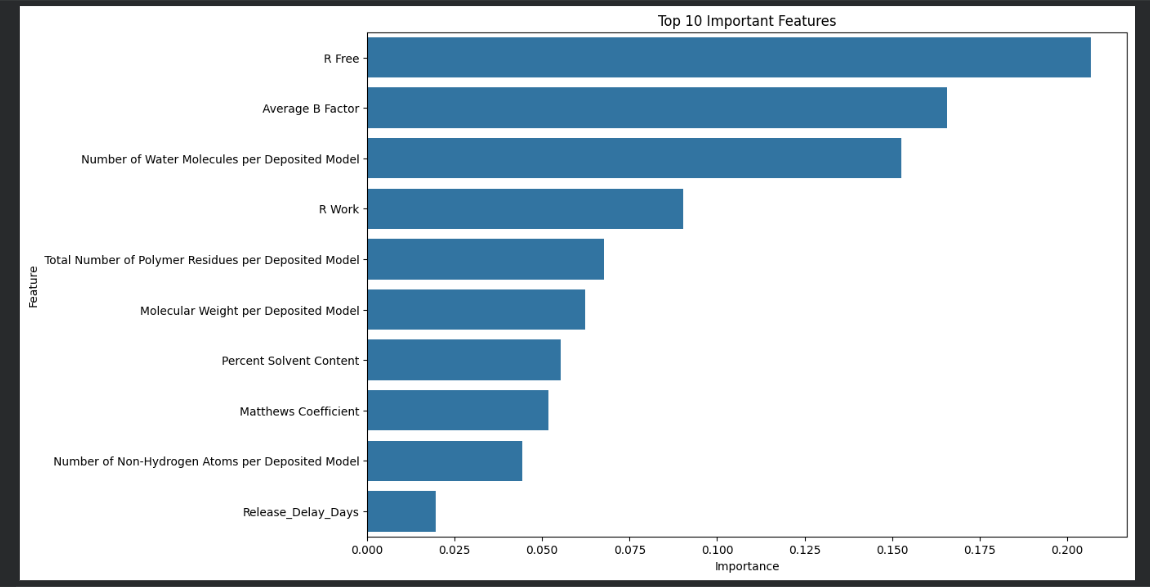 Top 10 Important Features
R Free
Average B Factor
Number of Water Molecules per Deposited Model
R Work
Total Number of Polymer Residues per Deposited Model
Molecular Weight per Deposited Model
Percent Solvent Content
Matthews Coefficient
Number of Non-Hydrogen Atoms per Deposited Model
Release_Delay_Days
Feature
0.000 0.025 0.050 0.075 0.100 0.125 0.150 0.175 0.200
Importance